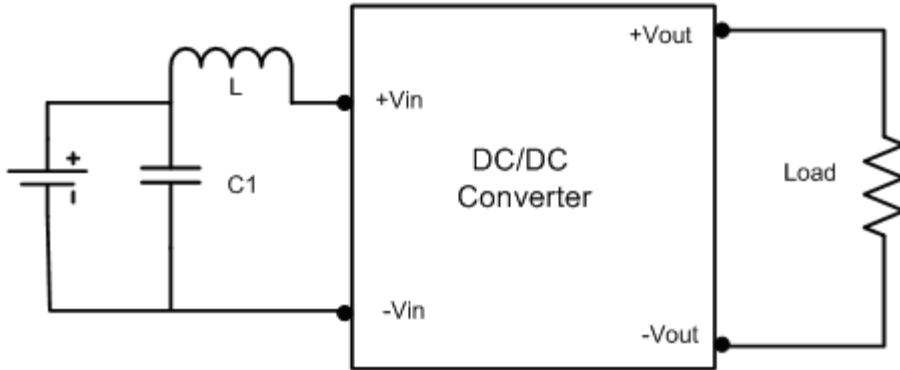 +Vout
L
+Vin
+
C1
DC/DC
Converter
Load
-Vin
-Vout